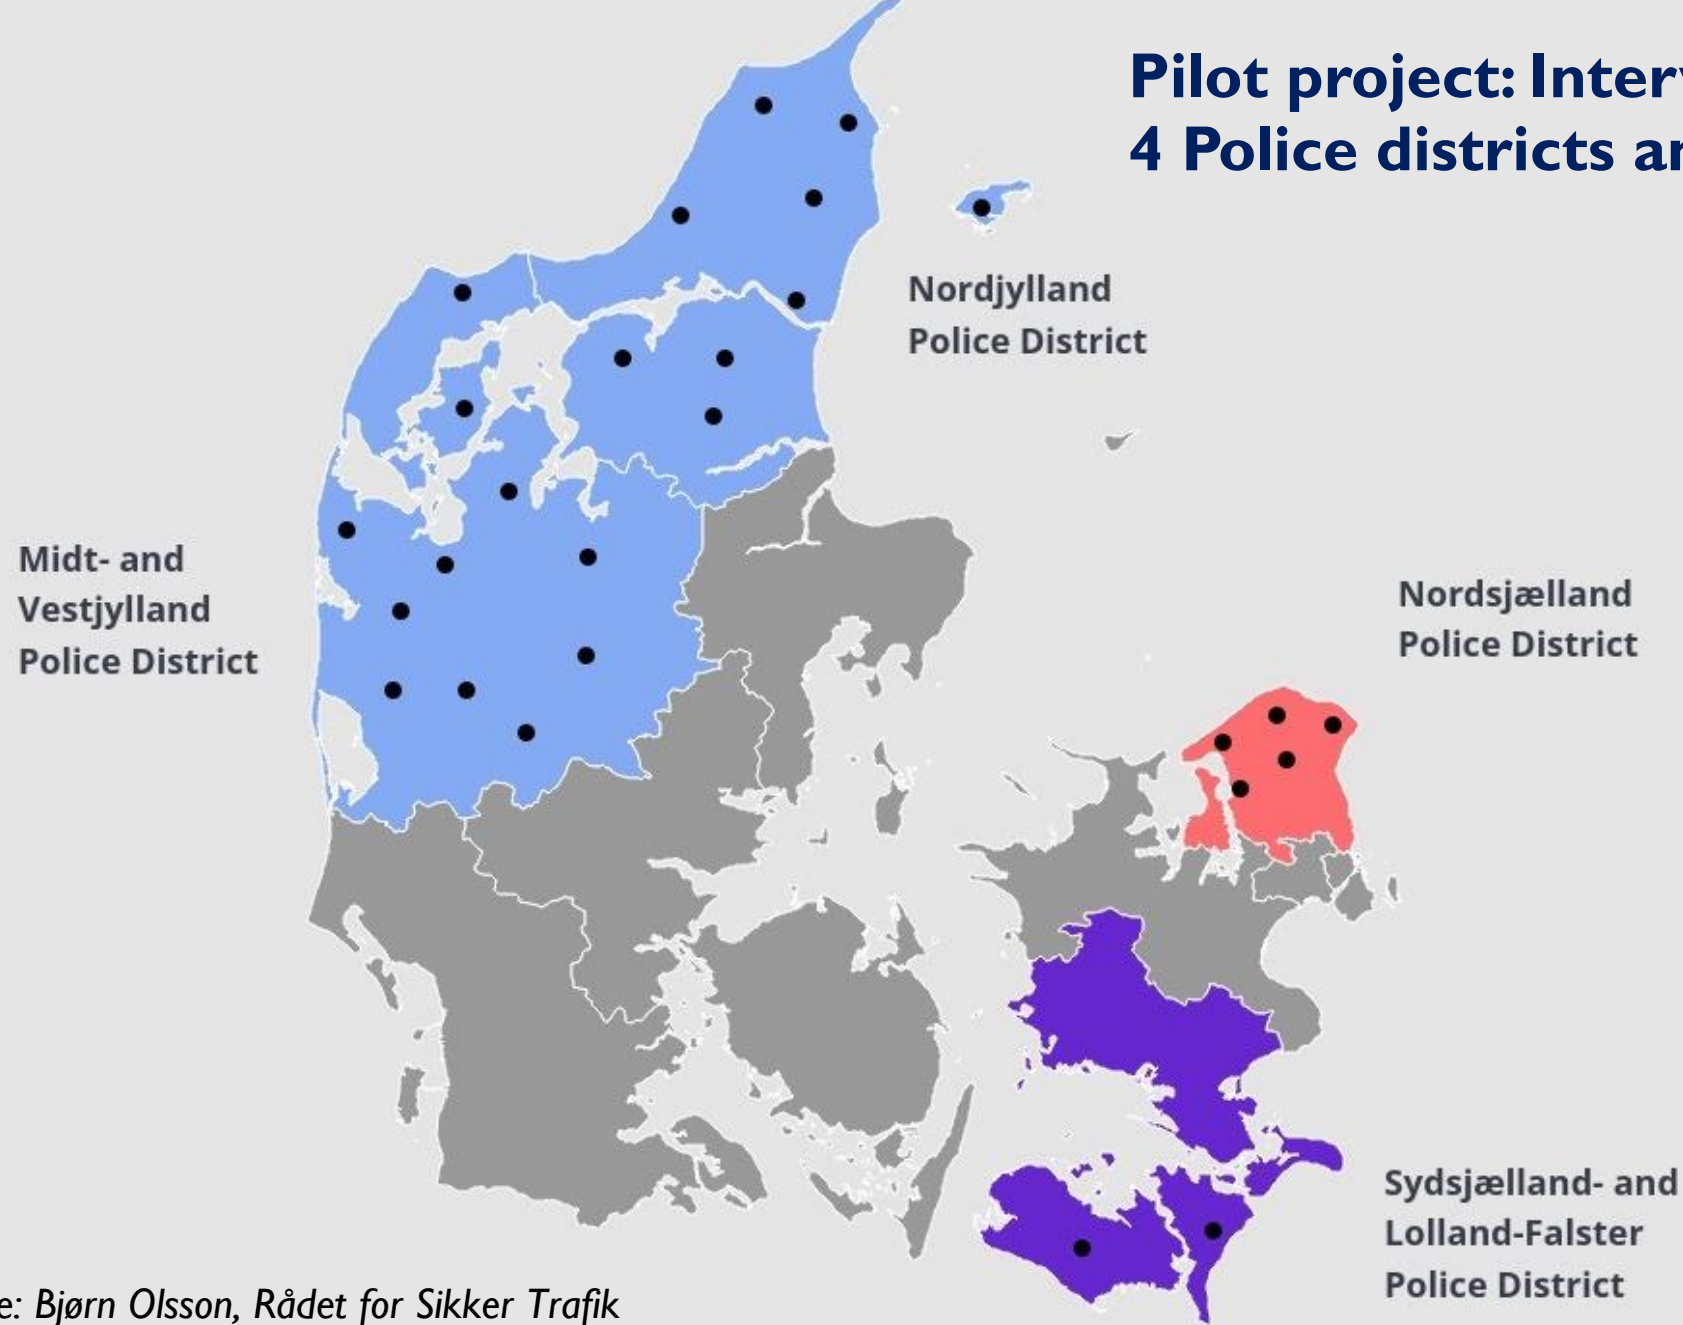 Pilot project: Inter
4 Police districts a
Nordjylland
Police District
Midt- and
Vestjylland
Police District
Nordsjælland
Police District
Sydsjælland- and
Lolland-Falster
Police District
e: Bjørn Olsson, Rådet for Sikker Trafik